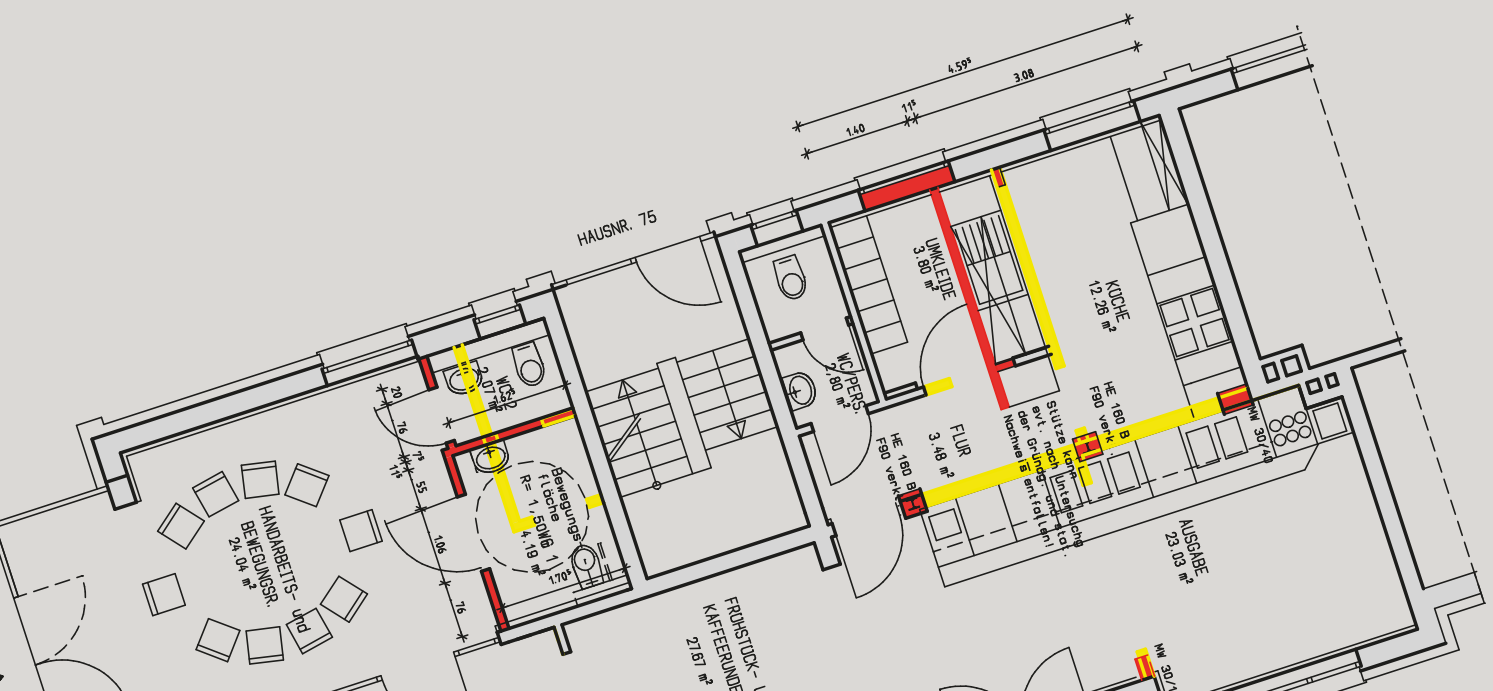 4.59⁵
3.08
11⁵
1.40
HAUSNR. 75
UMKLEIDE
3.80 m²
KÜCHE
12.26 m²
WC/PERS.
2,80 m²
WC 2
2.07 m²
1.62⁵
20
76
7⁵
11⁵
55
1.06
76
Bewegungs
fläche
R= 1,50
WC 1
4.19 m²
1.70⁵
HANDARBEITS- und
BEWEGUNGSR.
24.04 m²
FLUR
3.48 m²
HE 160 B
F90 verk.
HE 160 B
F90 verk
Stütze kann
evt. nach Untersuchg
der Gründg. und stat.
Nachweis entfallen!
MW 30/40
AUSGABE
23.03 m²
FRÜHSTÜCK- U
KAFFEERUNDE
27.67 m²
MW 30/1